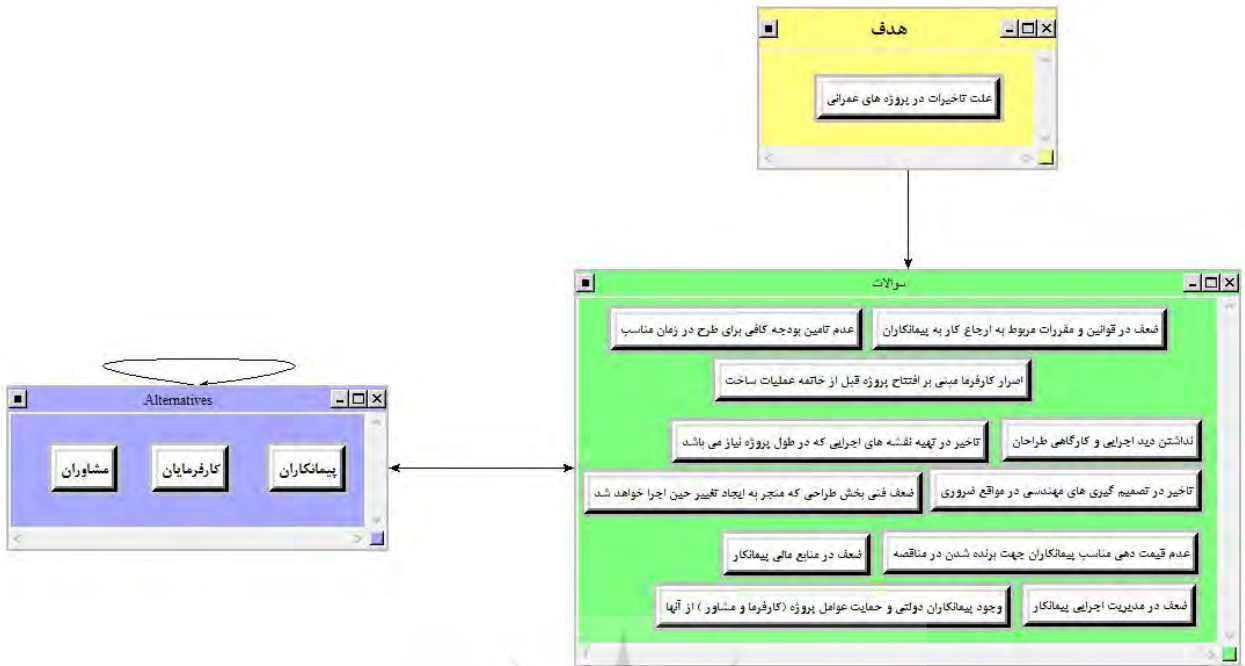 هدف
علت تاخیرات در پروژه های عمرانی
سوالات
ضعف در قوانین و مقررات مربوط به ارجاع کار به پیمانکاران
عدم تامین بودجه کافی برای طرح در زمان مناسب
اصرار کارفرما مبنی بر افتتاح پروژه قبل از خاتمه عملیات ساخت
نداشتن دید اجرایی و کارگاهی طراحان
تاخیر در تهیه نقشه های اجرایی که در طول پروژه نیاز می باشد
تاخیر در تصمیم گیری های مهندسی در مواقع ضروری
ضعف فنی بخش طراحی که منجر به ایجاد تغییر حین اجرا خواهد شد
عدم قیمت دهی مناسب پیمانکاران جهت برنده شدن در مناقصه
ضعف در منابع مالی پیمانکار
ضعف در مدیریت اجرایی پیمانکار
وجود پیمانکاران دولتی و حمایت عوامل پروژه (کارفرما و مشاور ) از آنها
Alternatives
پیمانکاران
کارفرمایان
مشاوران